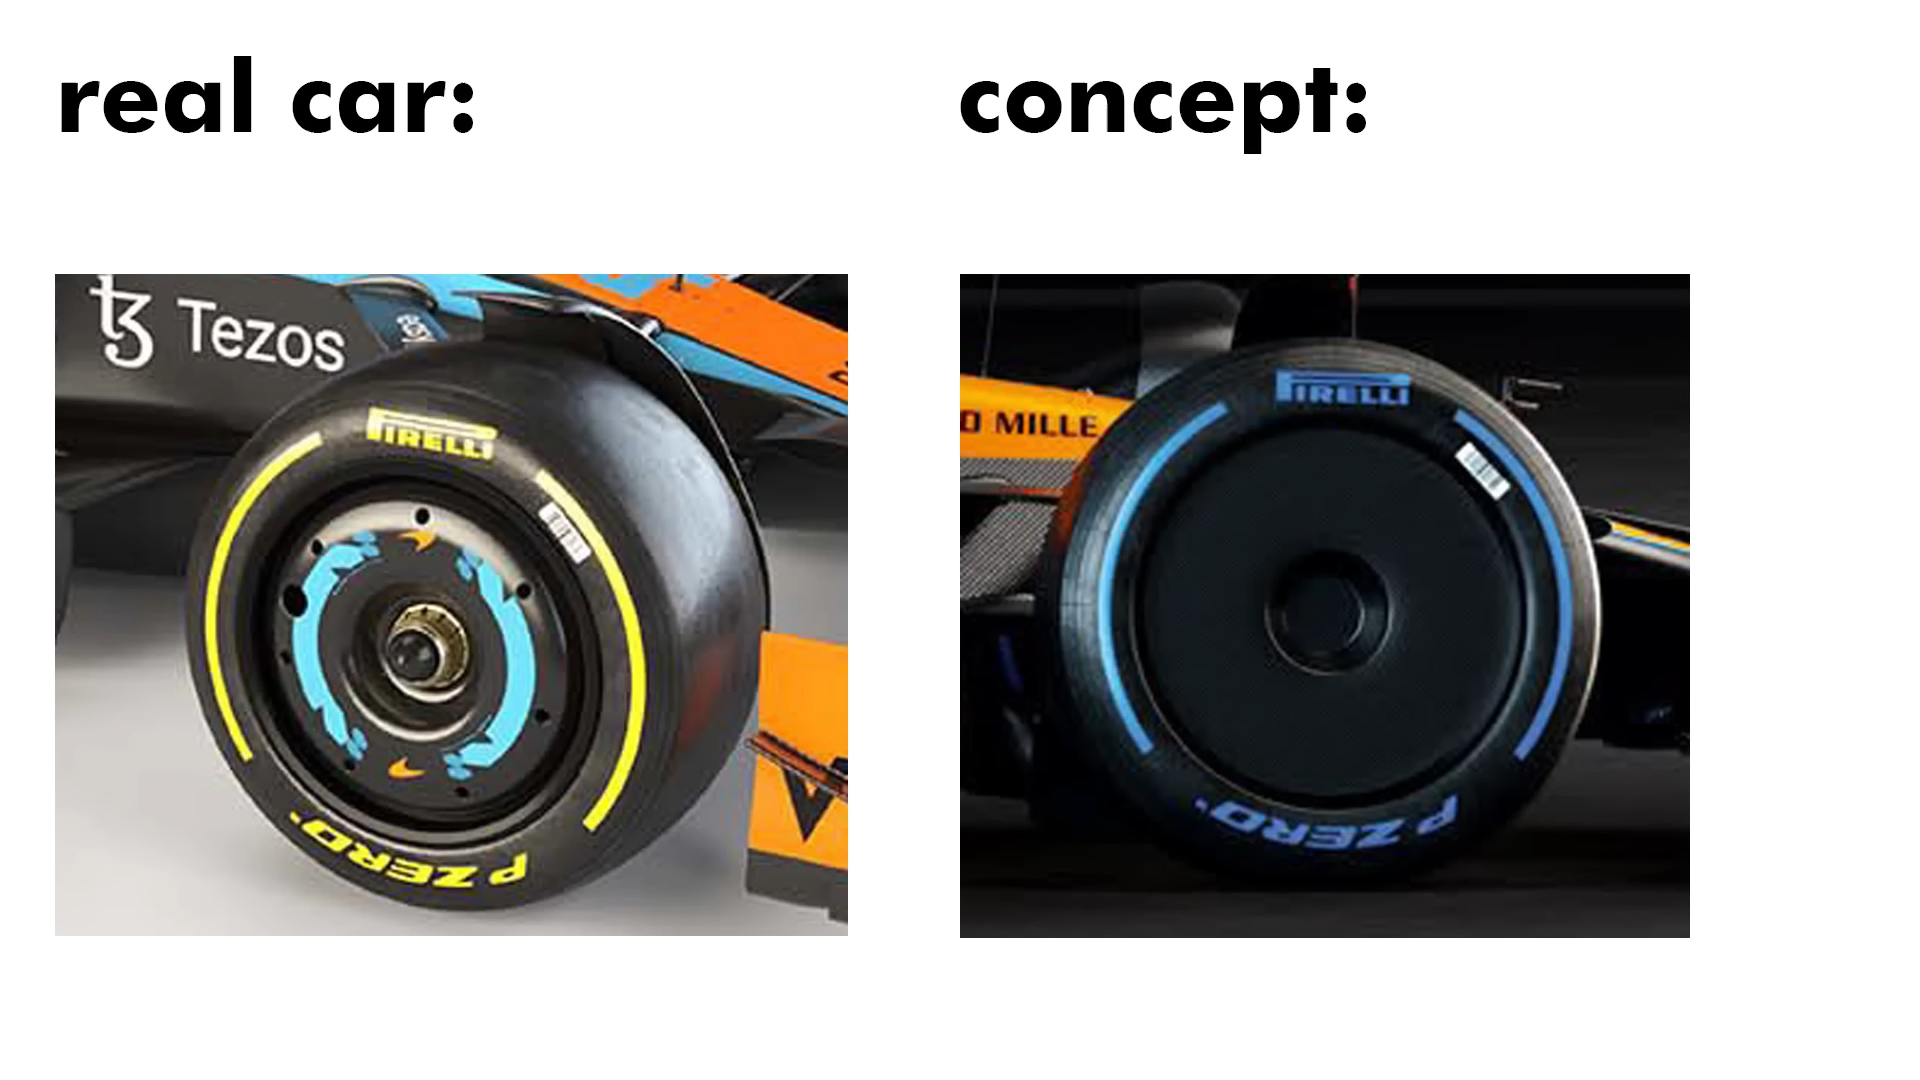 real car:
concept:
Tezos
PIRELLI
P ZERO
O MILLE
PIRELLI
P ZERO